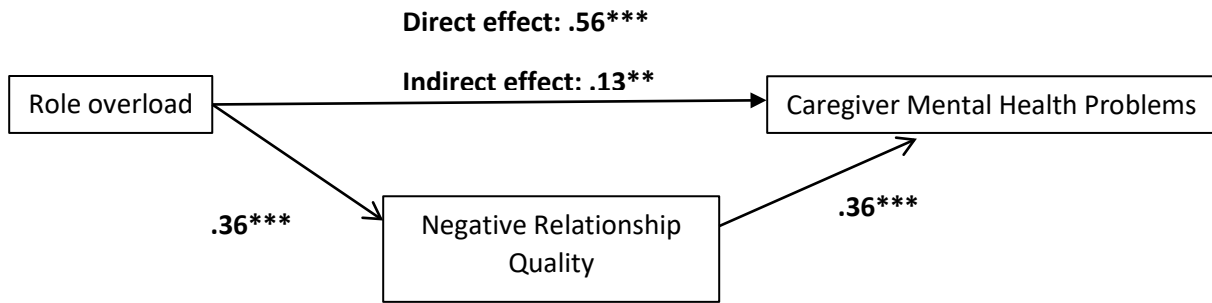 Direct effect: .56***
Indirect effect: .13**
Role overload
Caregiver Mental Health Problems
.36***
.36***
Negative Relationship
Quality